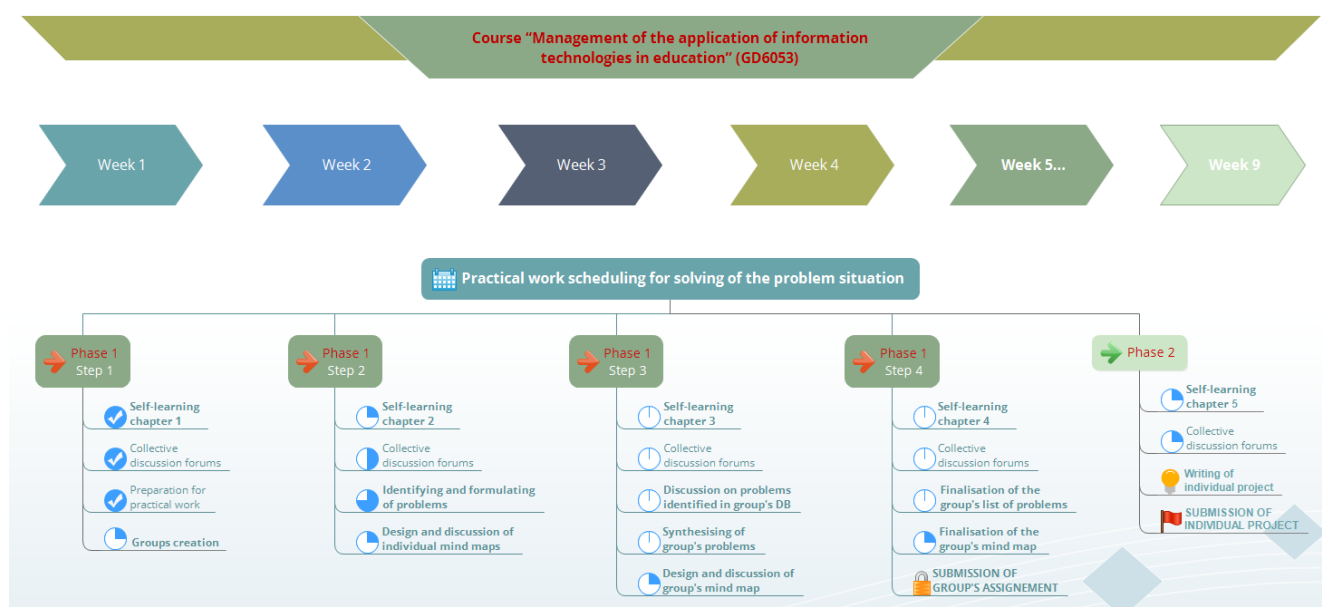 Course “Management of the application of information
technologies in education” (GD6053)
Week 1
Week 2
Week 3
Week 4
Week 5...
Week 9
Practical work scheduling for solving of the problem situation
Phase 1
Step 1
Self-learning
chapter 1
Collective
discussion forums
Preparation for
practical work
Groups creation
Phase 1
Step 2
Self-learning
chapter 2
Collective
discussion forums
Identifying and formulating
of problems
Design and discussion of
individual mind maps
Phase 1
Step 3
Self-learning
chapter 3
Collective
discussion forums
Discussion on problems
identified in group's DB
Synthesising of
group's problems
Design and discussion of
group's mind map
Phase 1
Step 4
Self-learning
chapter 4
Collective
discussion forums
Finalisation of the
group's list of problems
Finalisation of the
group's mind map
SUBMISSION OF
GROUP'S ASSIGNEMENT
Phase 2
Self-learning
chapter 5
Collective
discussion forums
Writing of
individual project
SUBMISSION OF
INDIVIDUAL PROJECT